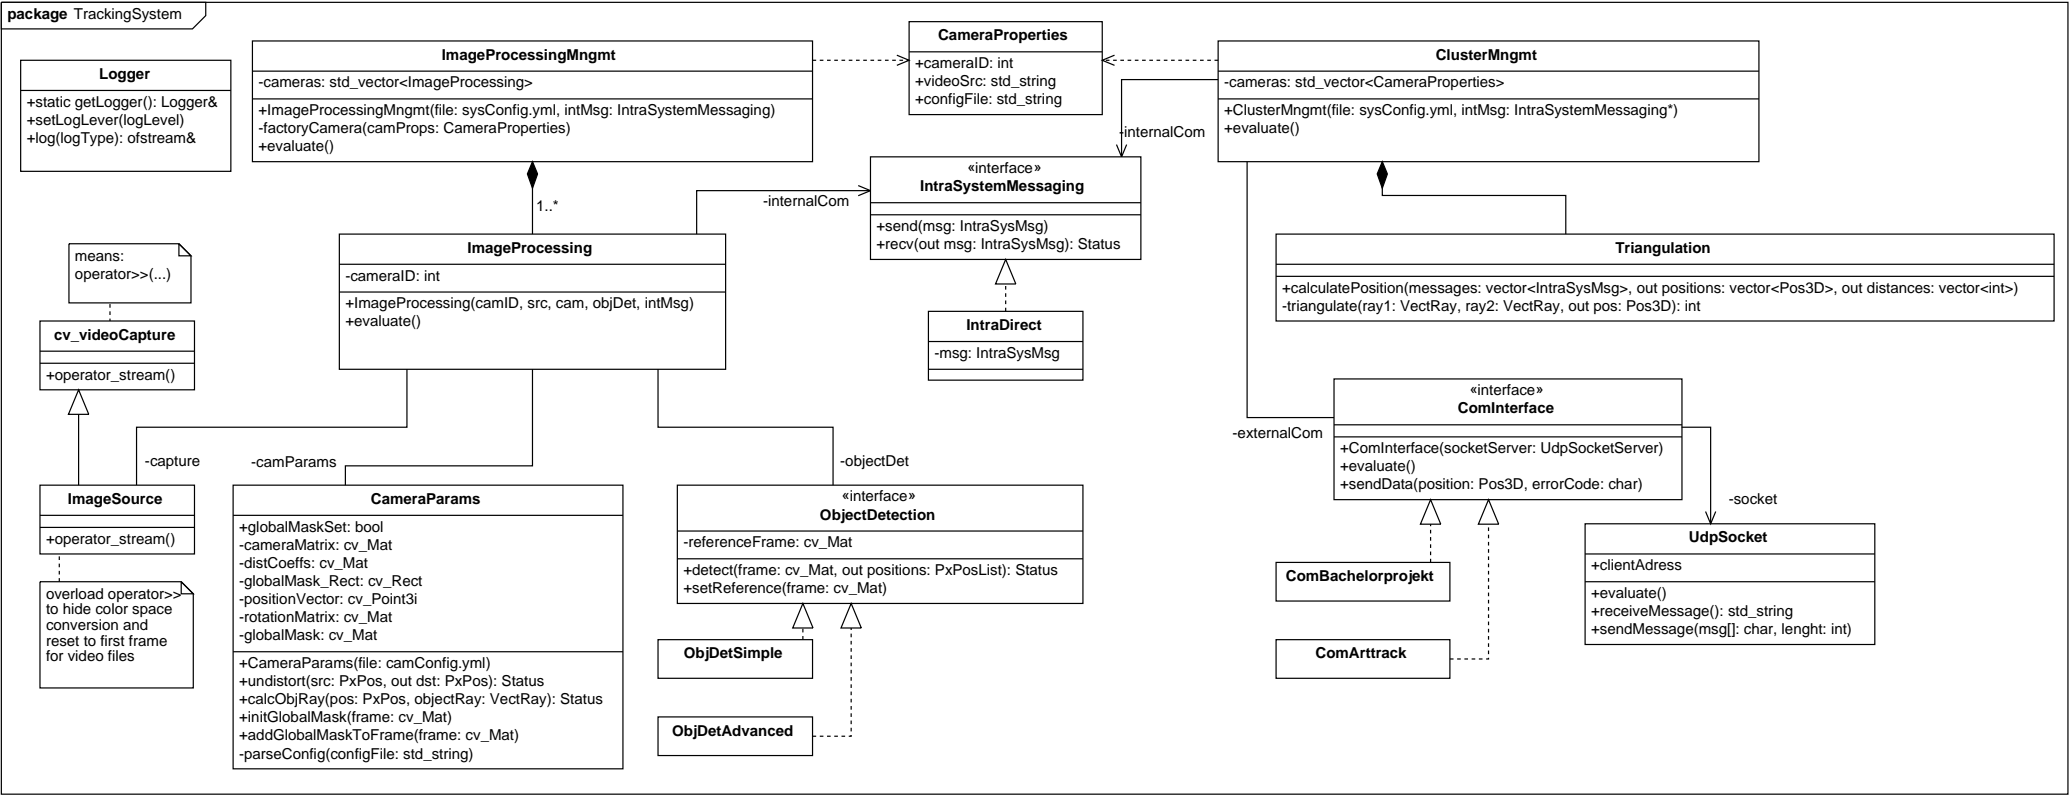 package TrackingSystem
Logger
+static getLogger(): Logger&
+setLogLever(logLevel)
+log(logType): ofstream&
ImageProcessingMngmt
-cameras: std_vector<ImageProcessing>
+ImageProcessingMngmt(file: sysConfig.yml, intMsg: IntraSystemMessaging)
-factoryCamera(camProps: CameraProperties)
+evaluate()
CameraProperties
+cameraID: int
+videoSrc: std_string
+configFile: std_string
ClusterMngmt
-cameras: std_vector<CameraProperties>
+ClusterMngmt(file: sysConfig.yml, intMsg: IntraSystemMessaging*)
+evaluate()
-internalCom
1..*
-internalCom
«interface»
IntraSystemMessaging
+send(msg: IntraSysMsg)
+recv(out msg: IntraSysMsg): Status
means:
operator>>(...)
ImageProcessing
-cameraID: int
+ImageProcessing(camID, src, cam, objDet, intMsg)
+evaluate()
Triangulation
+calculatePosition(messages: vector<IntraSysMsg>, out positions: vector<Pos3D>, out distances: vector<int>)
-triangulate(ray1: VectRay, ray2: VectRay, out pos: Pos3D): int
cv_videoCapture
+operator_stream()
IntraDirect
-msg: IntraSysMsg
«interface»
ComInterface
+ComInterface(socketServer: UdpSocketServer)
+evaluate()
+sendData(position: Pos3D, errorCode: char)
-externalCom
-capture
-camParams
-objectDet
-socket
ImageSource
+operator_stream()
overload operator>>
to hide color space
conversion and
reset to first frame
for video files
CameraParams
+globalMaskSet: bool
-cameraMatrix: cv_Mat
-distCoeffs: cv_Mat
-globalMask_Rect: cv_Rect
-positionVector: cv_Point3i
-rotationMatrix: cv_Mat
-globalMask: cv_Mat
+CameraParams(file: camConfig.yml)
+undistort(src: PxPos, out dst: PxPos): Status
+calcObjRay(pos: PxPos, objectRay: VectRay): Status
+initGlobalMask(frame: cv_Mat)
+addGlobalMaskToFrame(frame: cv_Mat)
-parseConfig(configFile: std_string)
«interface»
ObjectDetection
-referenceFrame: cv_Mat
+detect(frame: cv_Mat, out positions: PxPosList): Status
+setReference(frame: cv_Mat)
ObjDetSimple
ObjDetAdvanced
ComBachelorprojekt
ComArttrack
UdpSocket
+clientAdress
+evaluate()
+receiveMessage(): std_string
+sendMessage(msg[]: char, lenght: int)